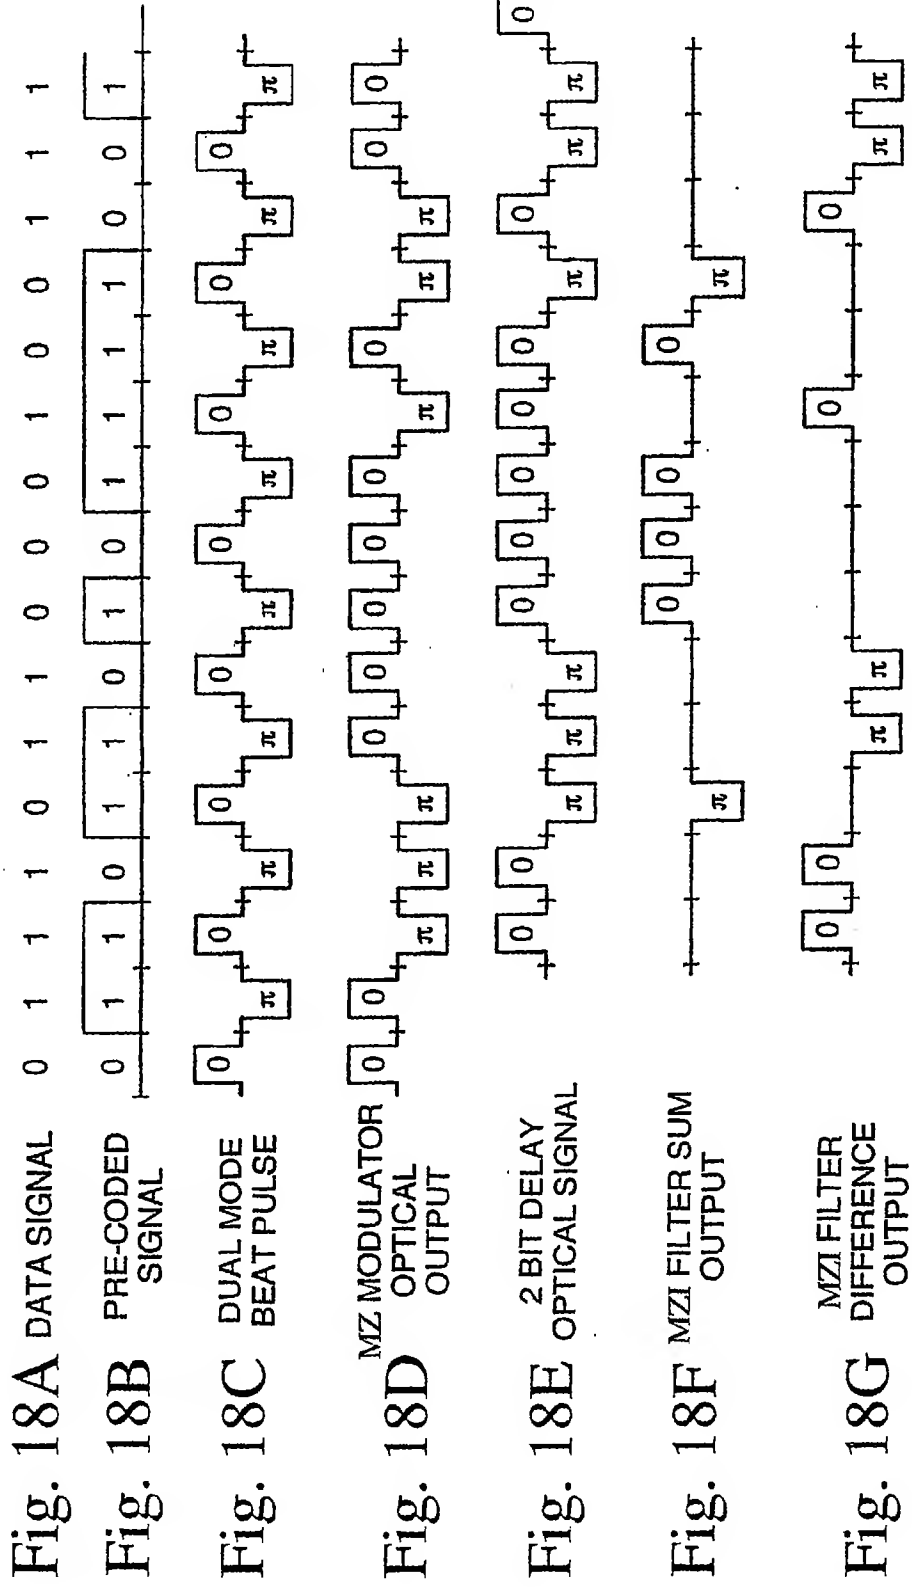 Fig. 18A DATA SIGNAL 0 1 1 1 0 1 1 0 0 0 1 0 0 1 1 1
Fig. 18B PRE-CODED 0 1 1 0 1 1 0 1 0 1 1 1 1 0 0 1
SIGNAL
Fig. 18C DUAL MODE 0 π 0 π 0 π 0 π 0 π 0 π 0 π 0 π
BEAT PULSE
Fig. 18D MZ MODULATOR 0 0 π π π 0 0 0 0 0 π 0 π π 0 0
OPTICAL
OUTPUT
Fig. 18E 2 BIT DELAY 0 0 π π π 0 0 0 0 0 π 0 π π 0
OPTICAL SIGNAL
Fig. 18F MZI FILTER SUM π 0 0 0 0 π
OUTPUT
Fig. 18G MZI FILTER 0 0 π π 0 0 π π
DIFFERENCE
OUTPUT